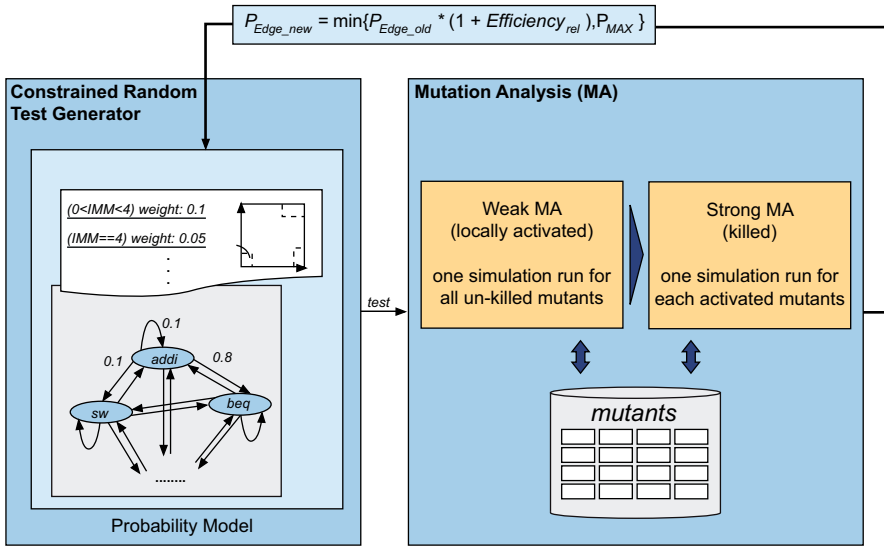 P_Edge_new = min{P_Edge_old * (1 + Efficiency_rel),P_MAX }
Constrained Random
Test Generator
(0<IMM<4) weight: 0.1
(IMM==4) weight: 0.05
.
.
.
0.1
0.1
addi
0.8
sw
beq
........
Probability Model
test
Mutation Analysis (MA)
Weak MA
(locally activated)
one simulation run for
all un-killed mutants
Strong MA
(killed)
one simulation run for
each activated mutants
mutants